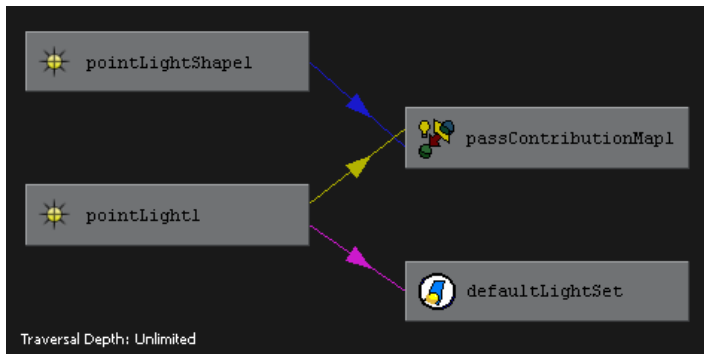 pointLightShape1
passContributionMap1
pointLight1
defaultLightSet
Traversal Depth: Unlimited